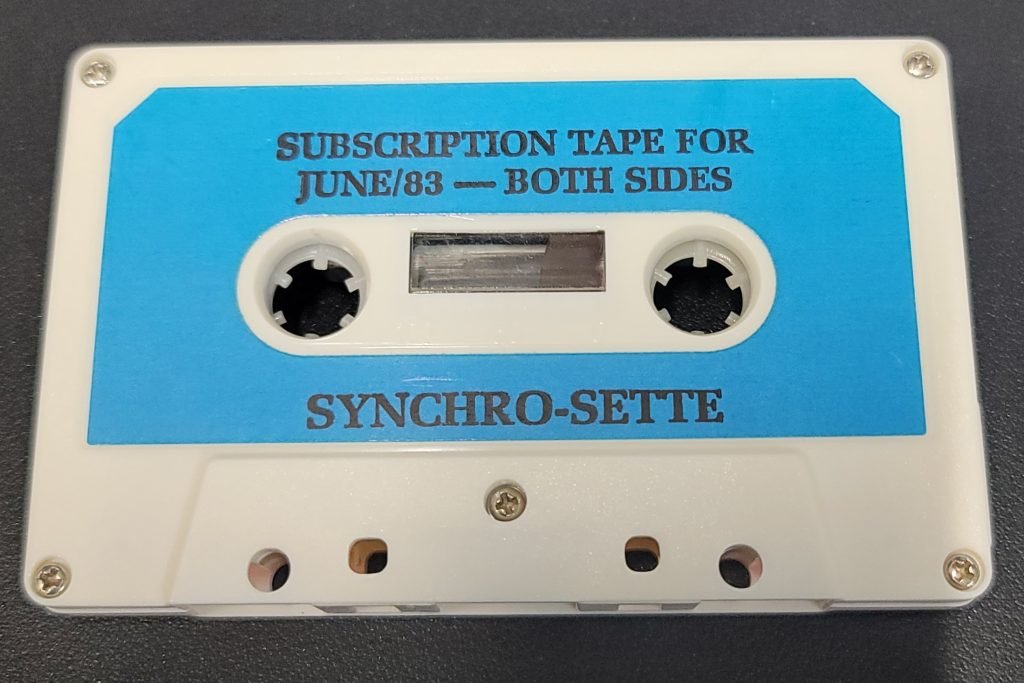 SUBSCRIPTION TAPE FOR
JUNE/83 — BOTH SIDES
SYNCHRO-SETTE